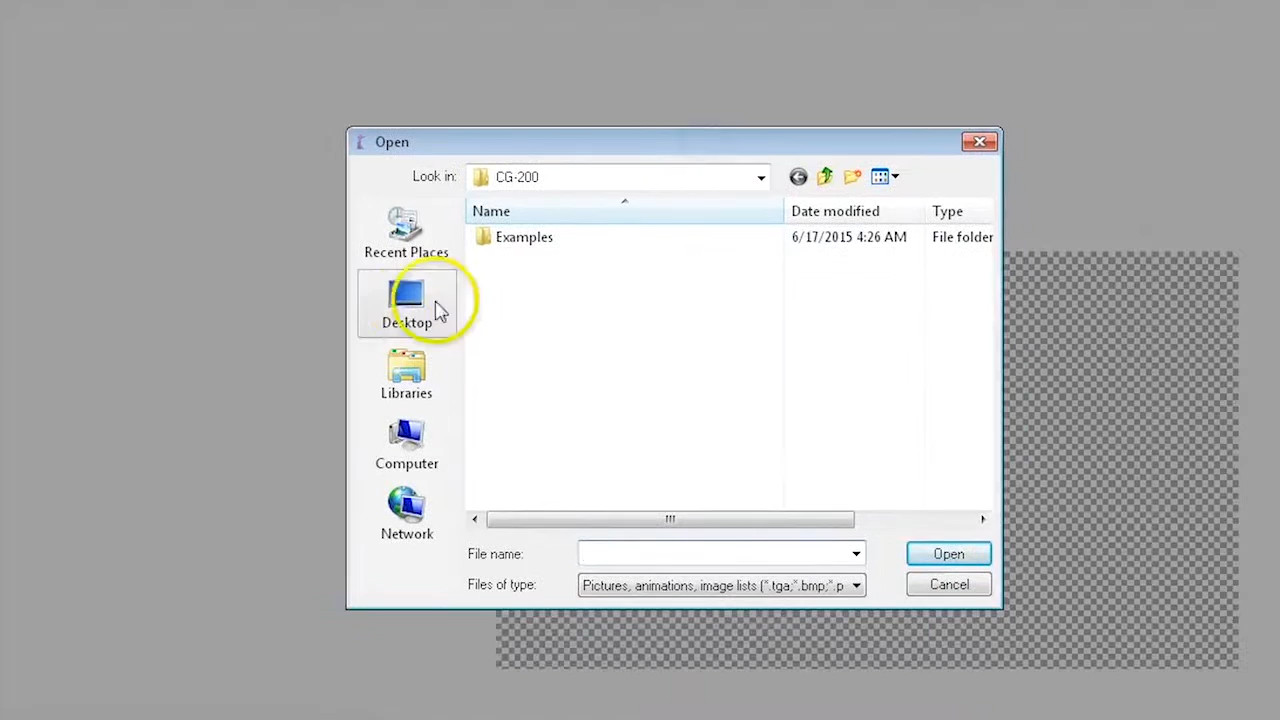 Open
Look in: CG-200
Name Date modified Type
Examples 6/17/2015 4:26 AM File folder
Recent Places
Desktop
Libraries
Computer
Network
File name: Open
Files of type: Pictures, animations, image lists (*.tga;*.bmp;*.p Cancel